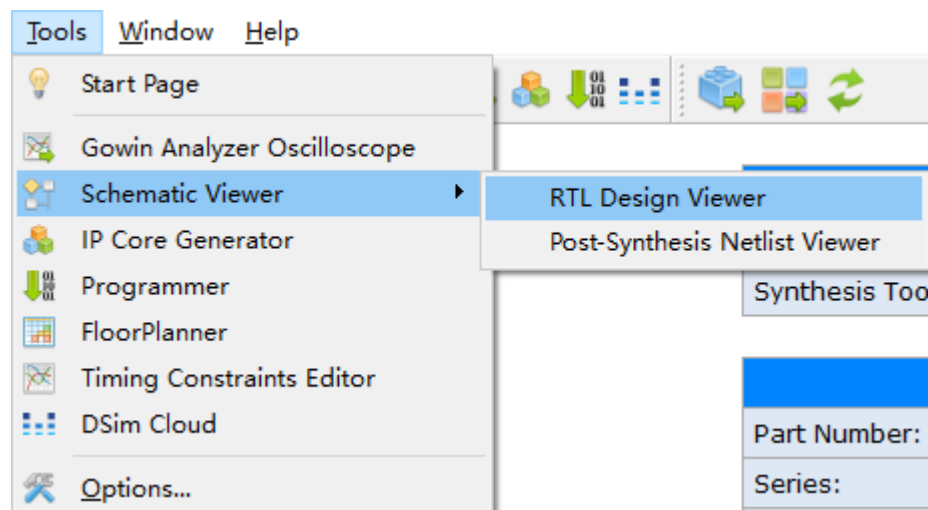 Tools Window Help
Start Page
Gowin Analyzer Oscilloscope
Schematic Viewer
RTL Design Viewer
IP Core Generator
Post-Synthesis Netlist Viewer
Programmer
Synthesis Too
FloorPlanner
Timing Constraints Editor
DSim Cloud
Part Number:
Options...
Series: